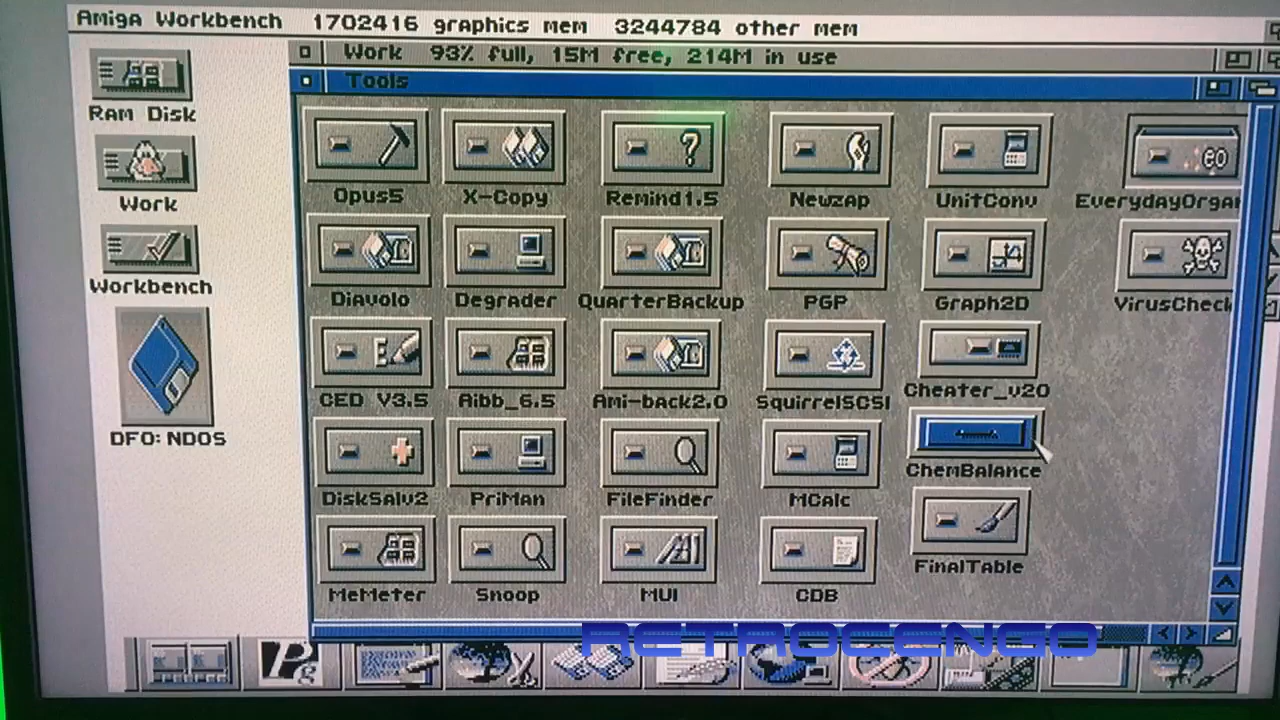 Amiga Workbench 1702416 graphics mem 3244784 other mem
Work 93% full, 15M free, 214M in use
Tools
Ram Disk
Work
Workbench
DF0:NDOS
Opus5 X-Copy Remind1.5 Newzap UnitConv EverydayOrgan
Diavolo Degrader QuarterBackup PGP Graph2D VirusCheck
CED V3.5 Aibb_6.5 Ami-back2.0 SquirrelSCSI Cheater_v20
DiskSalv2 PriMan FileFinder MCalc ChemBalance
MeMeter Snoop MUI CDB FinalTable
eo
Pg
RETROCENGO